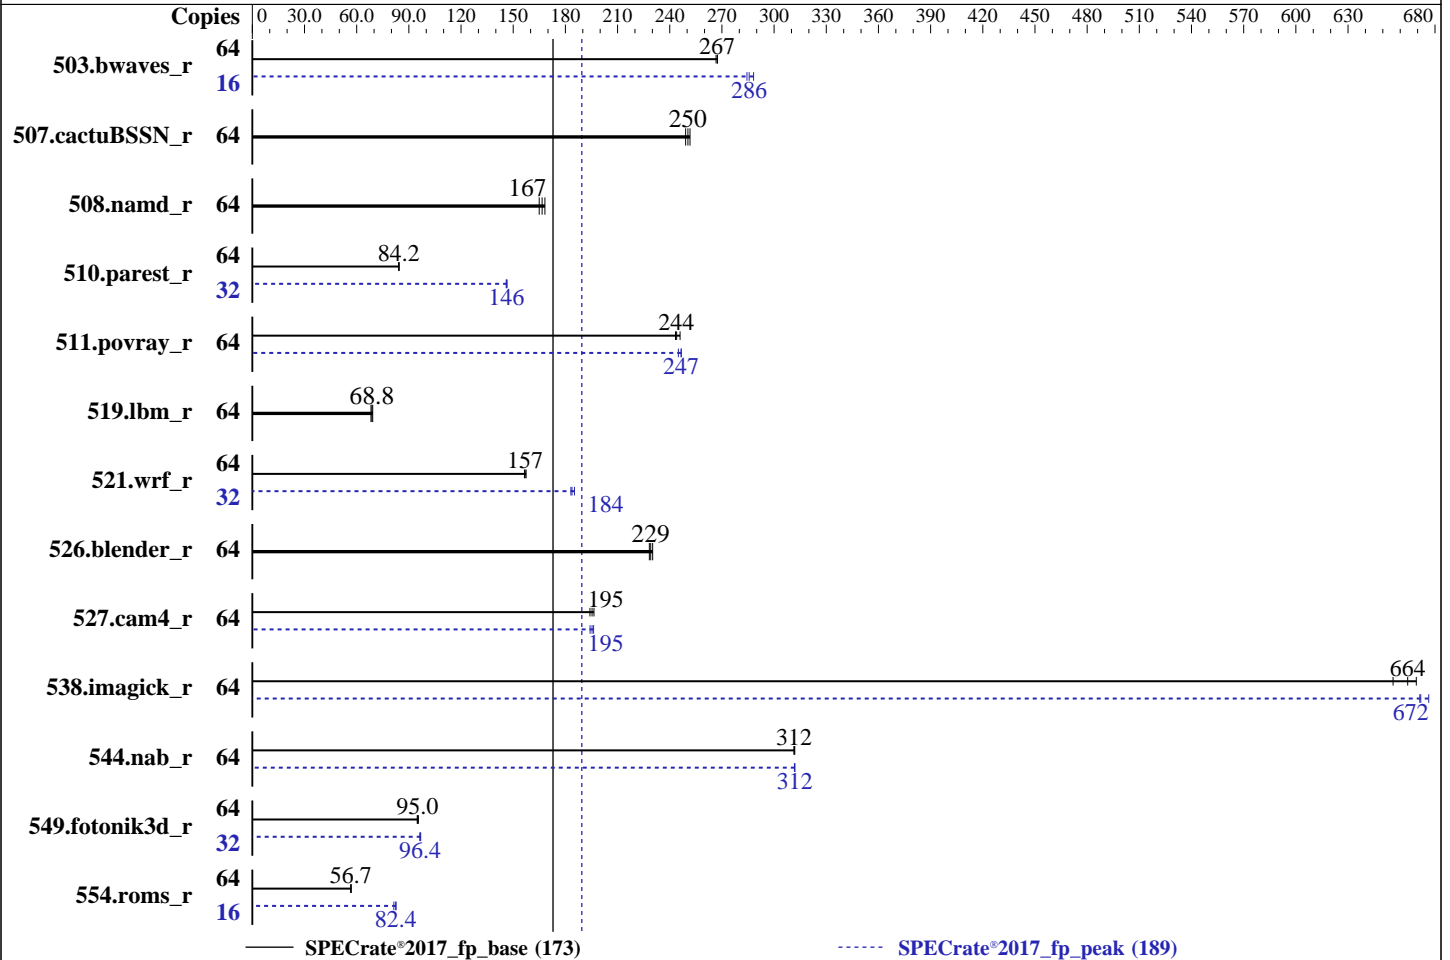 Copies 0 30.0 60.0 90.0 120 150 180 210 240 270 300 330 360 390 420 450 480 510 540 570 600 630 680
503.bwaves_r 64 267
16 286
507.cactuBSSN_r 64 250
508.namd_r 64 167
510.parest_r 64 84.2
32 146
511.povray_r 64 244
247
519.lbm_r 64 68.8
521.wrf_r 64 157
32 184
526.blender_r 64 229
527.cam4_r 64 195
195
538.imagick_r 64 664
672
544.nab_r 64 312
312
549.fotonik3d_r 64 95.0
32 96.4
554.roms_r 64 56.7
16 82.4
SPECrate®2017_fp_base (173) SPECrate®2017_fp_peak (189)